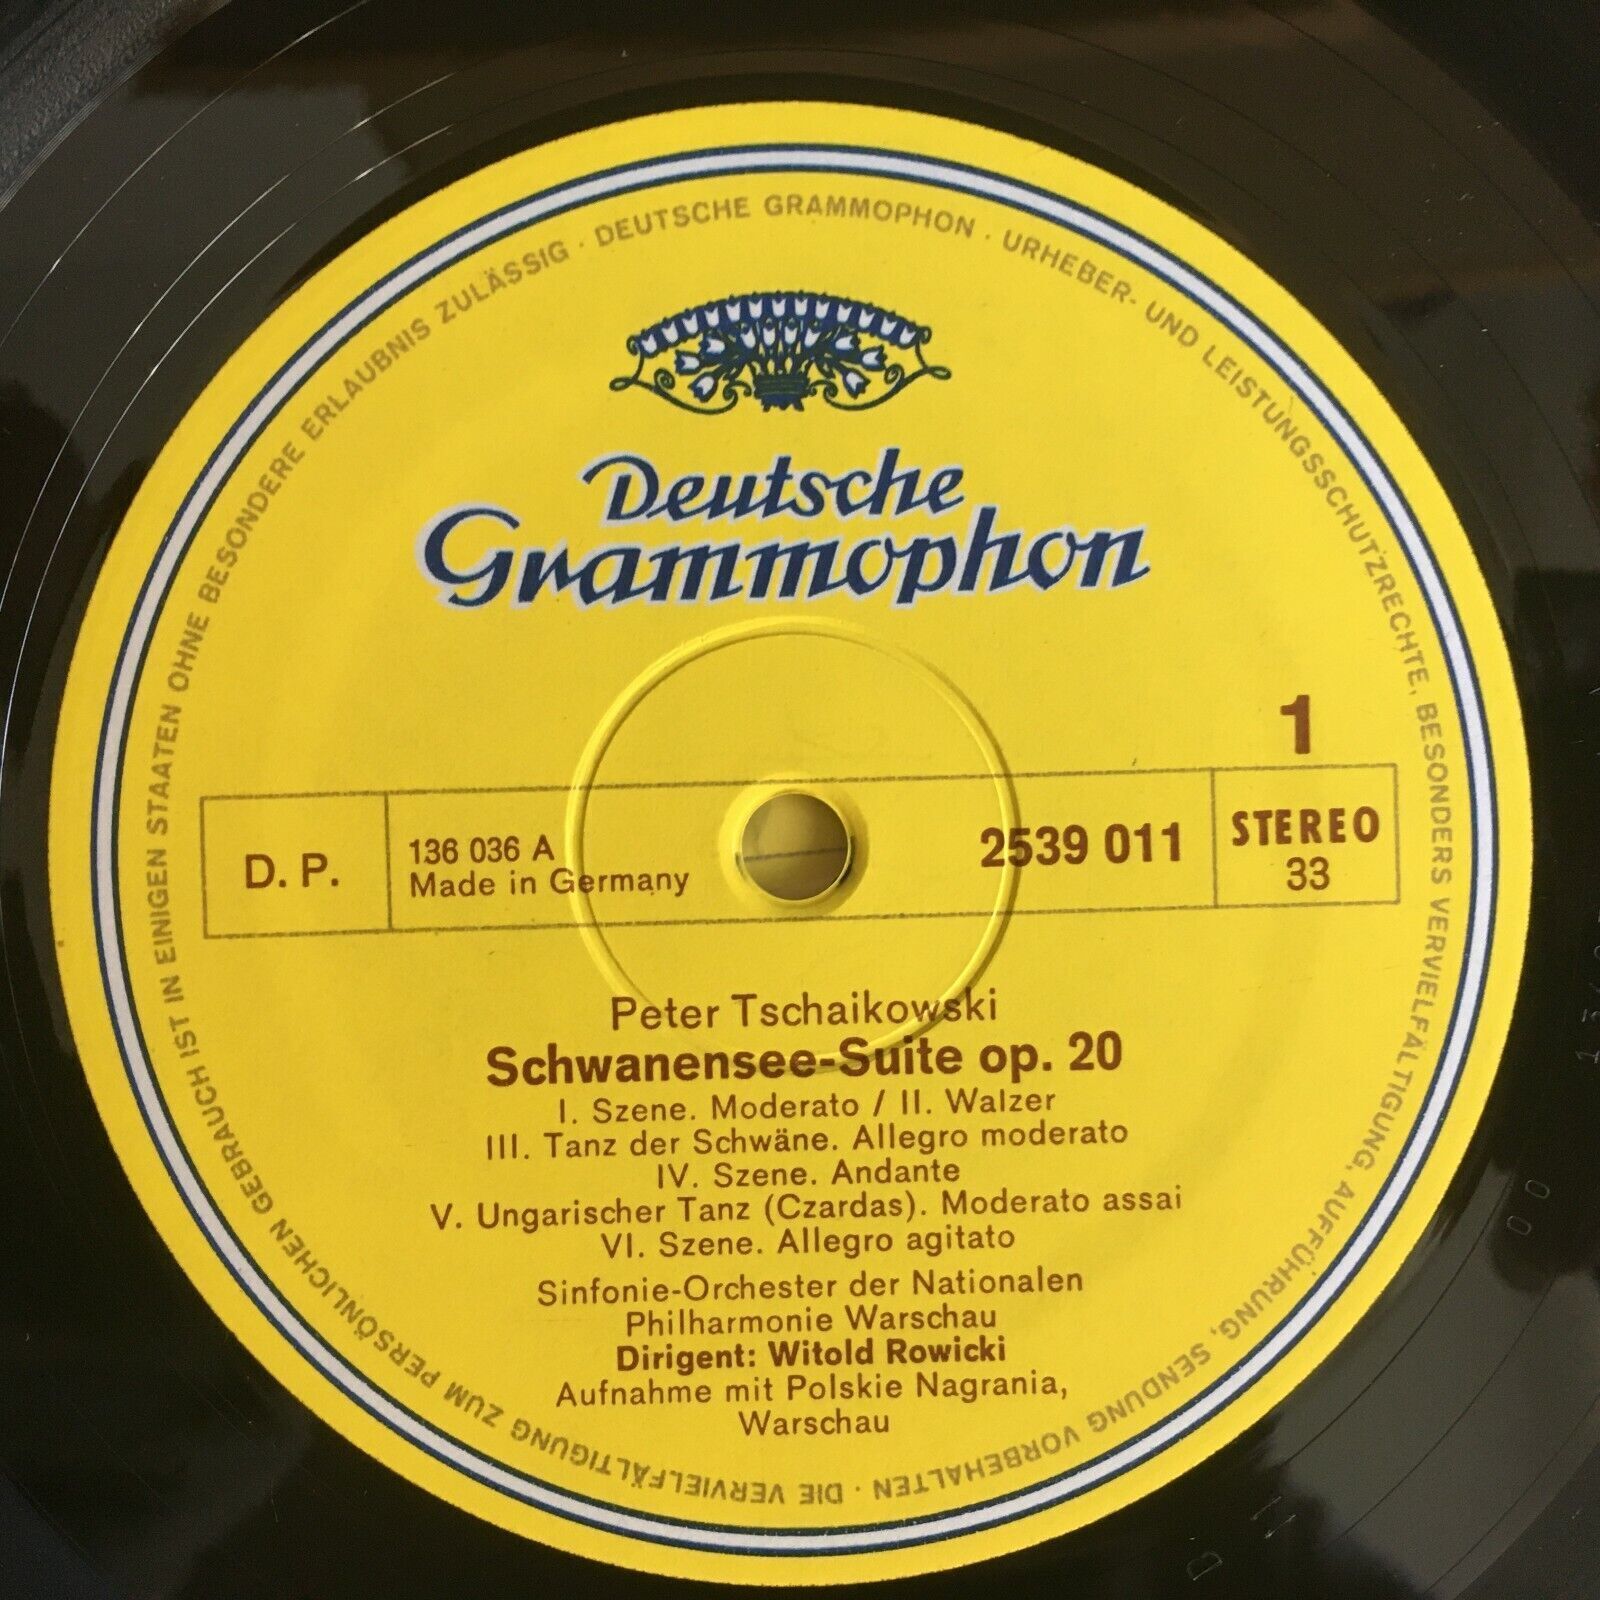 DEUTSCHE GRAMMOPHON · URHEBER- UND LEISTUNGSSCHUTZRECHTE, BESONDERS VERVIELFÄLTIGUNG, AUFFÜHRUNG, SENDUNG VORBEHALTEN · DIE VERVIELFÄLTIGUNG ZUM PERSÖNLICHEN GEBRAUCH IST IN EINIGEN STAATEN OHNE BESONDERE ERLAUBNIS ZULÄSSIG ·
Deutsche
Grammophon
1
D. P.
136 036 A
Made in Germany
2539 011
STEREO
33
Peter Tschaikowski
Schwanensee-Suite op. 20
I. Szene. Moderato / II. Walzer
III. Tanz der Schwäne. Allegro moderato
IV. Szene. Andante
V. Ungarischer Tanz (Czardas). Moderato assai
VI. Szene. Allegro agitato
Sinfonie-Orchester der Nationalen
Philharmonie Warschau
Dirigent: Witold Rowicki
Aufnahme mit Polskie Nagrania,
Warschau